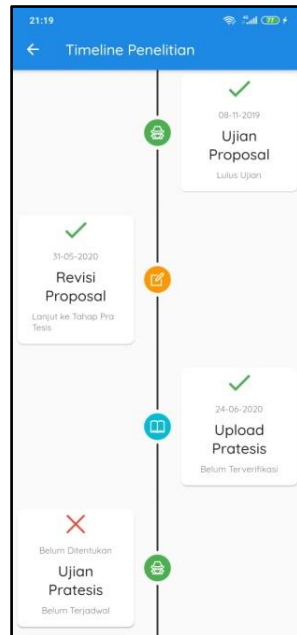 21:19
77
Timeline Penelitian
08-11-2019
Ujian
Proposal
Lulus Ujian
31-05-2020
Revisi
Proposal
Lanjut ke Tahap Pra
Tesis
24-06-2020
Upload
Pratesis
Belum Terverifikasi
Belum Ditentukan
Ujian
Pratesis
Belum Terjadwal